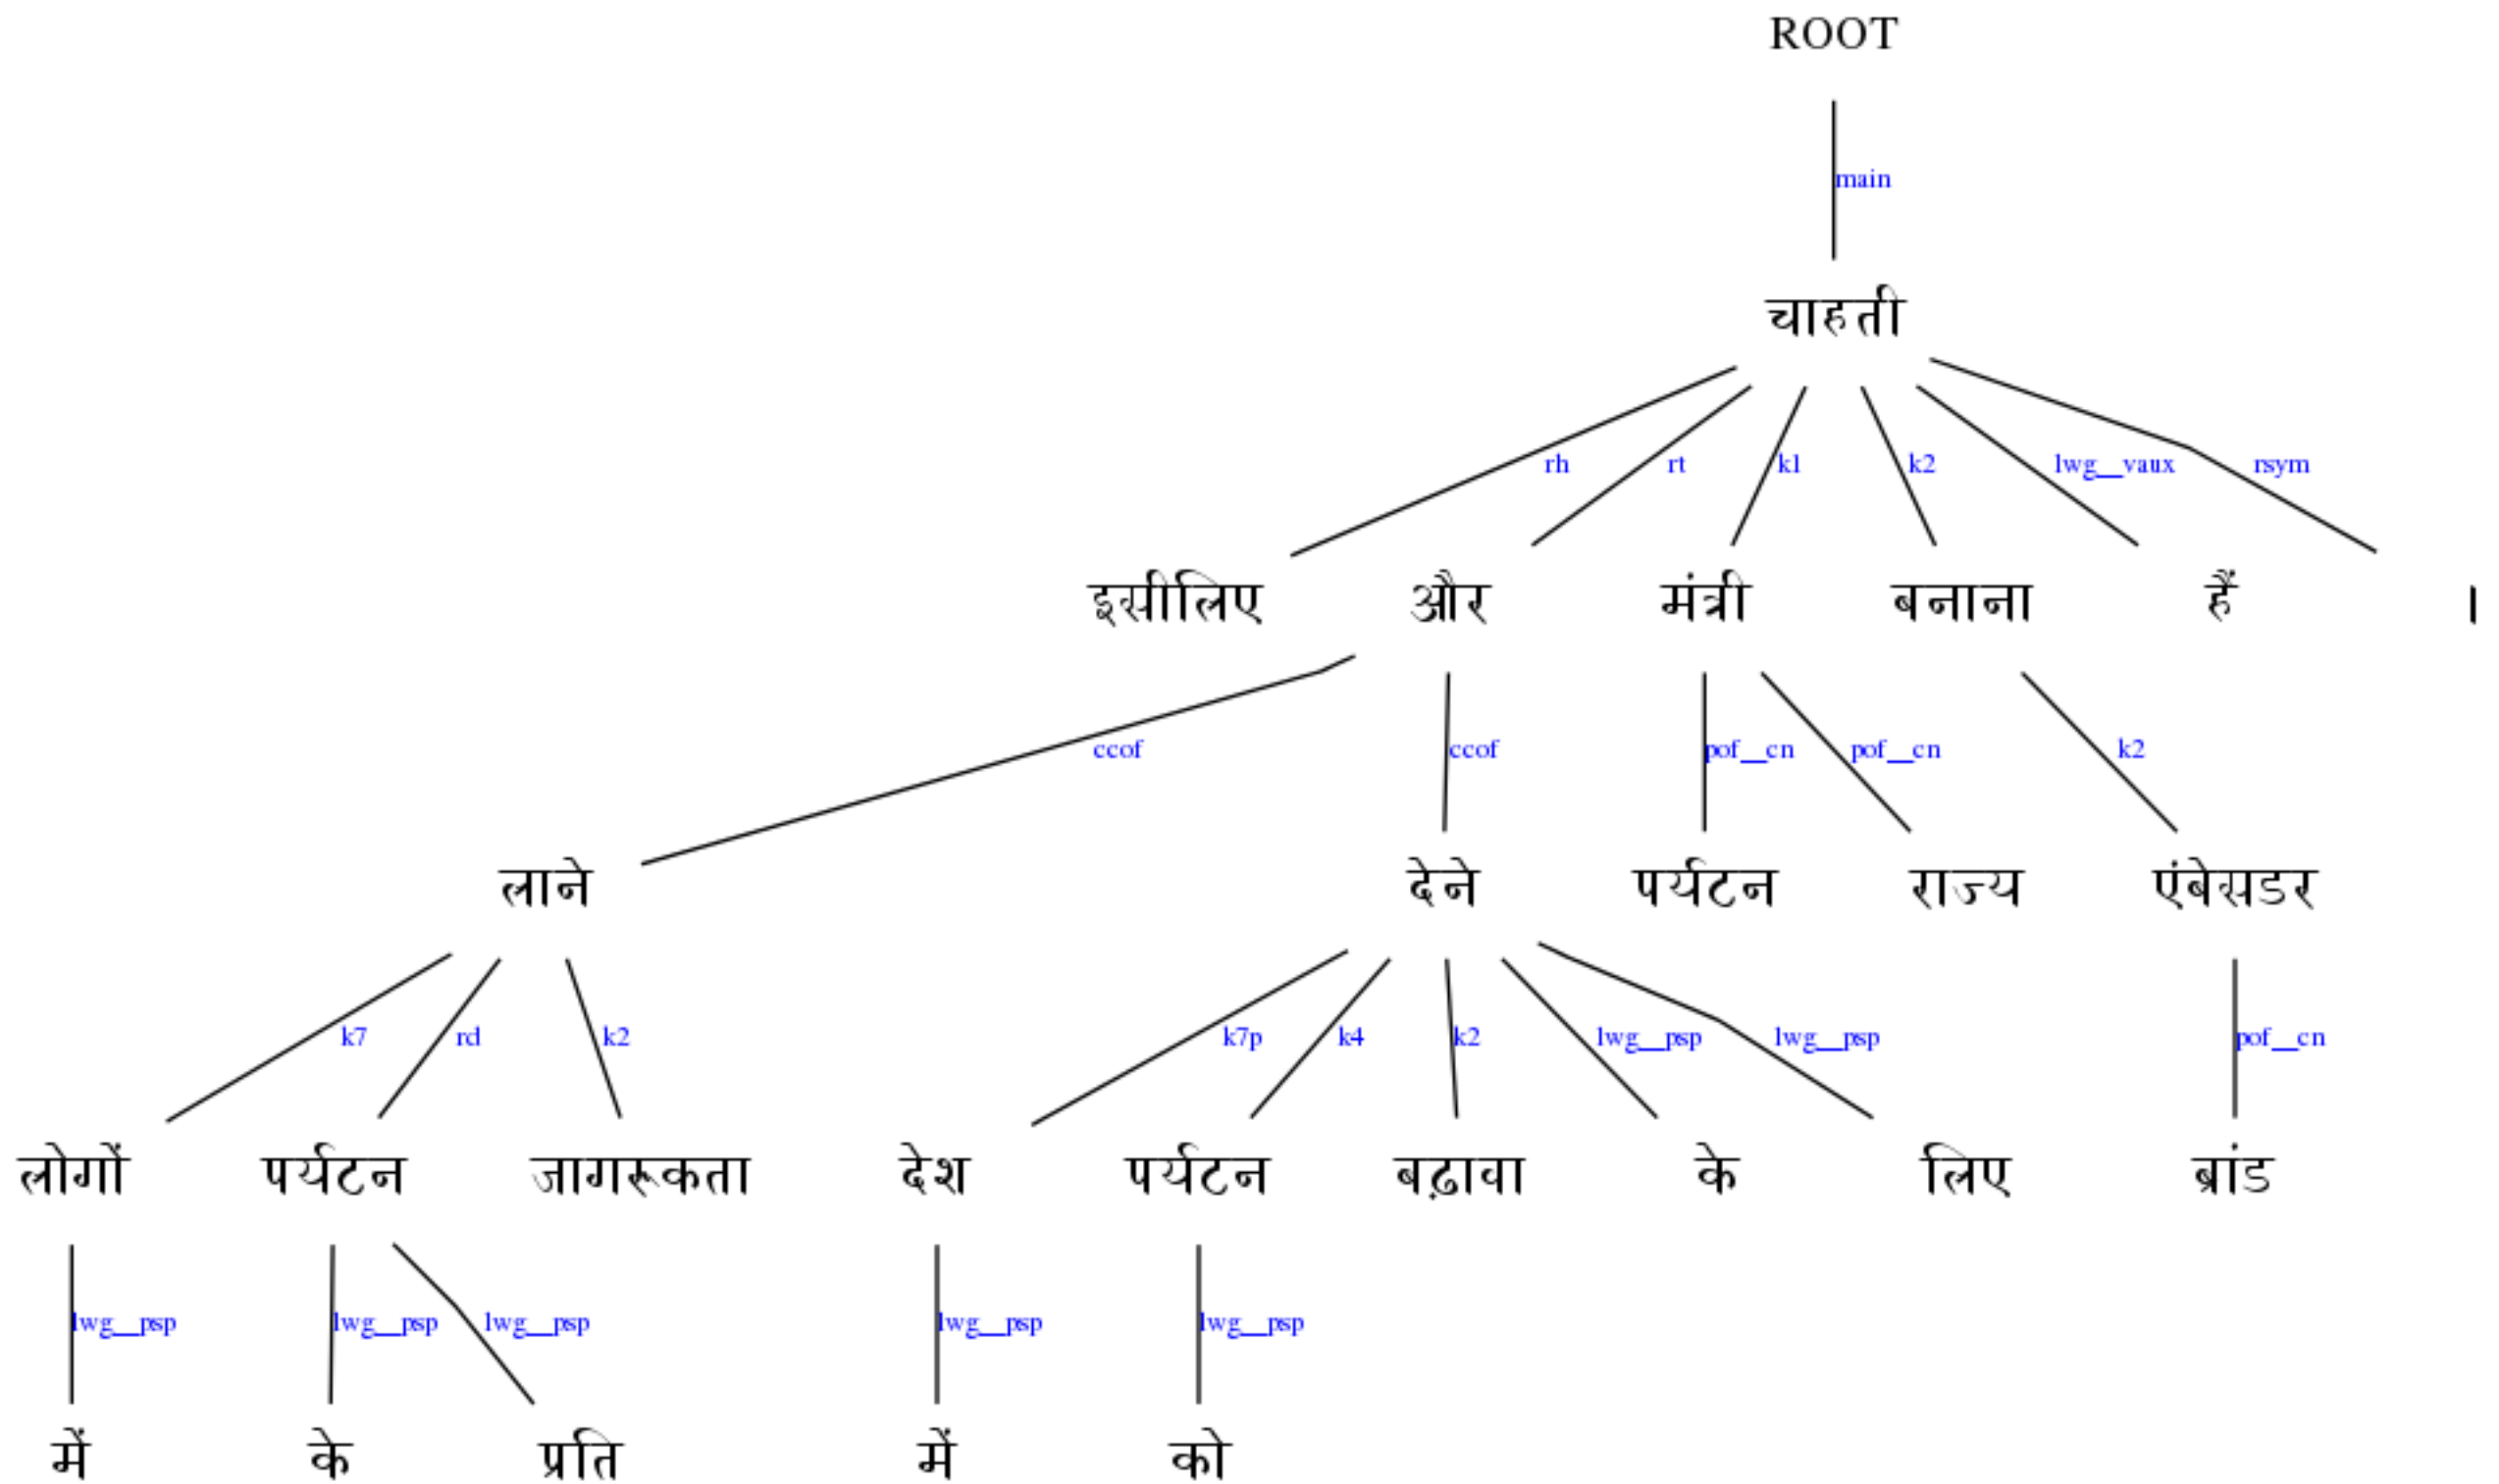 ROOT
main
चाहती
rh rt k1 k2 lwg__vaux rsym
इसीलिए और मंत्री बनाना हैं ।
ccof ccof pof__cn pof__cn k2
लाने देने पर्यटन राज्य एंबेसडर
k7 rd k2 k7p k4 k2 lwg__psp lwg__psp pof__cn
लोगों पर्यटन जागरूकता देश पर्यटन बढ़ावा के लिए ब्रांड
lwg__psp lwg__psp lwg__psp lwg__psp lwg__psp
में के प्रति में को